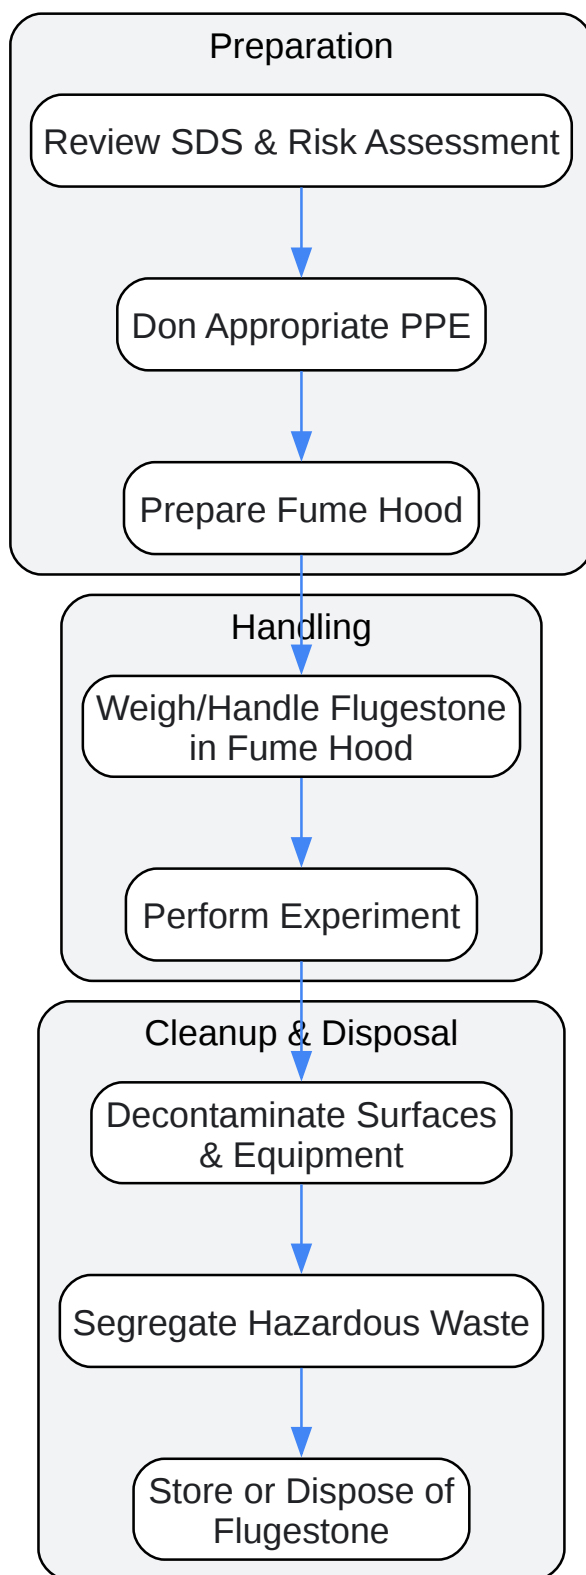 Preparation
Review SDS & Risk Assessment
Don Appropriate PPE
Prepare Fume Hood
Handling
Weigh/Handle Flugestone
in Fume Hood
Perform Experiment
Cleanup & Disposal
Decontaminate Surfaces
& Equipment
Segregate Hazardous Waste
Store or Dispose of
Flugestone